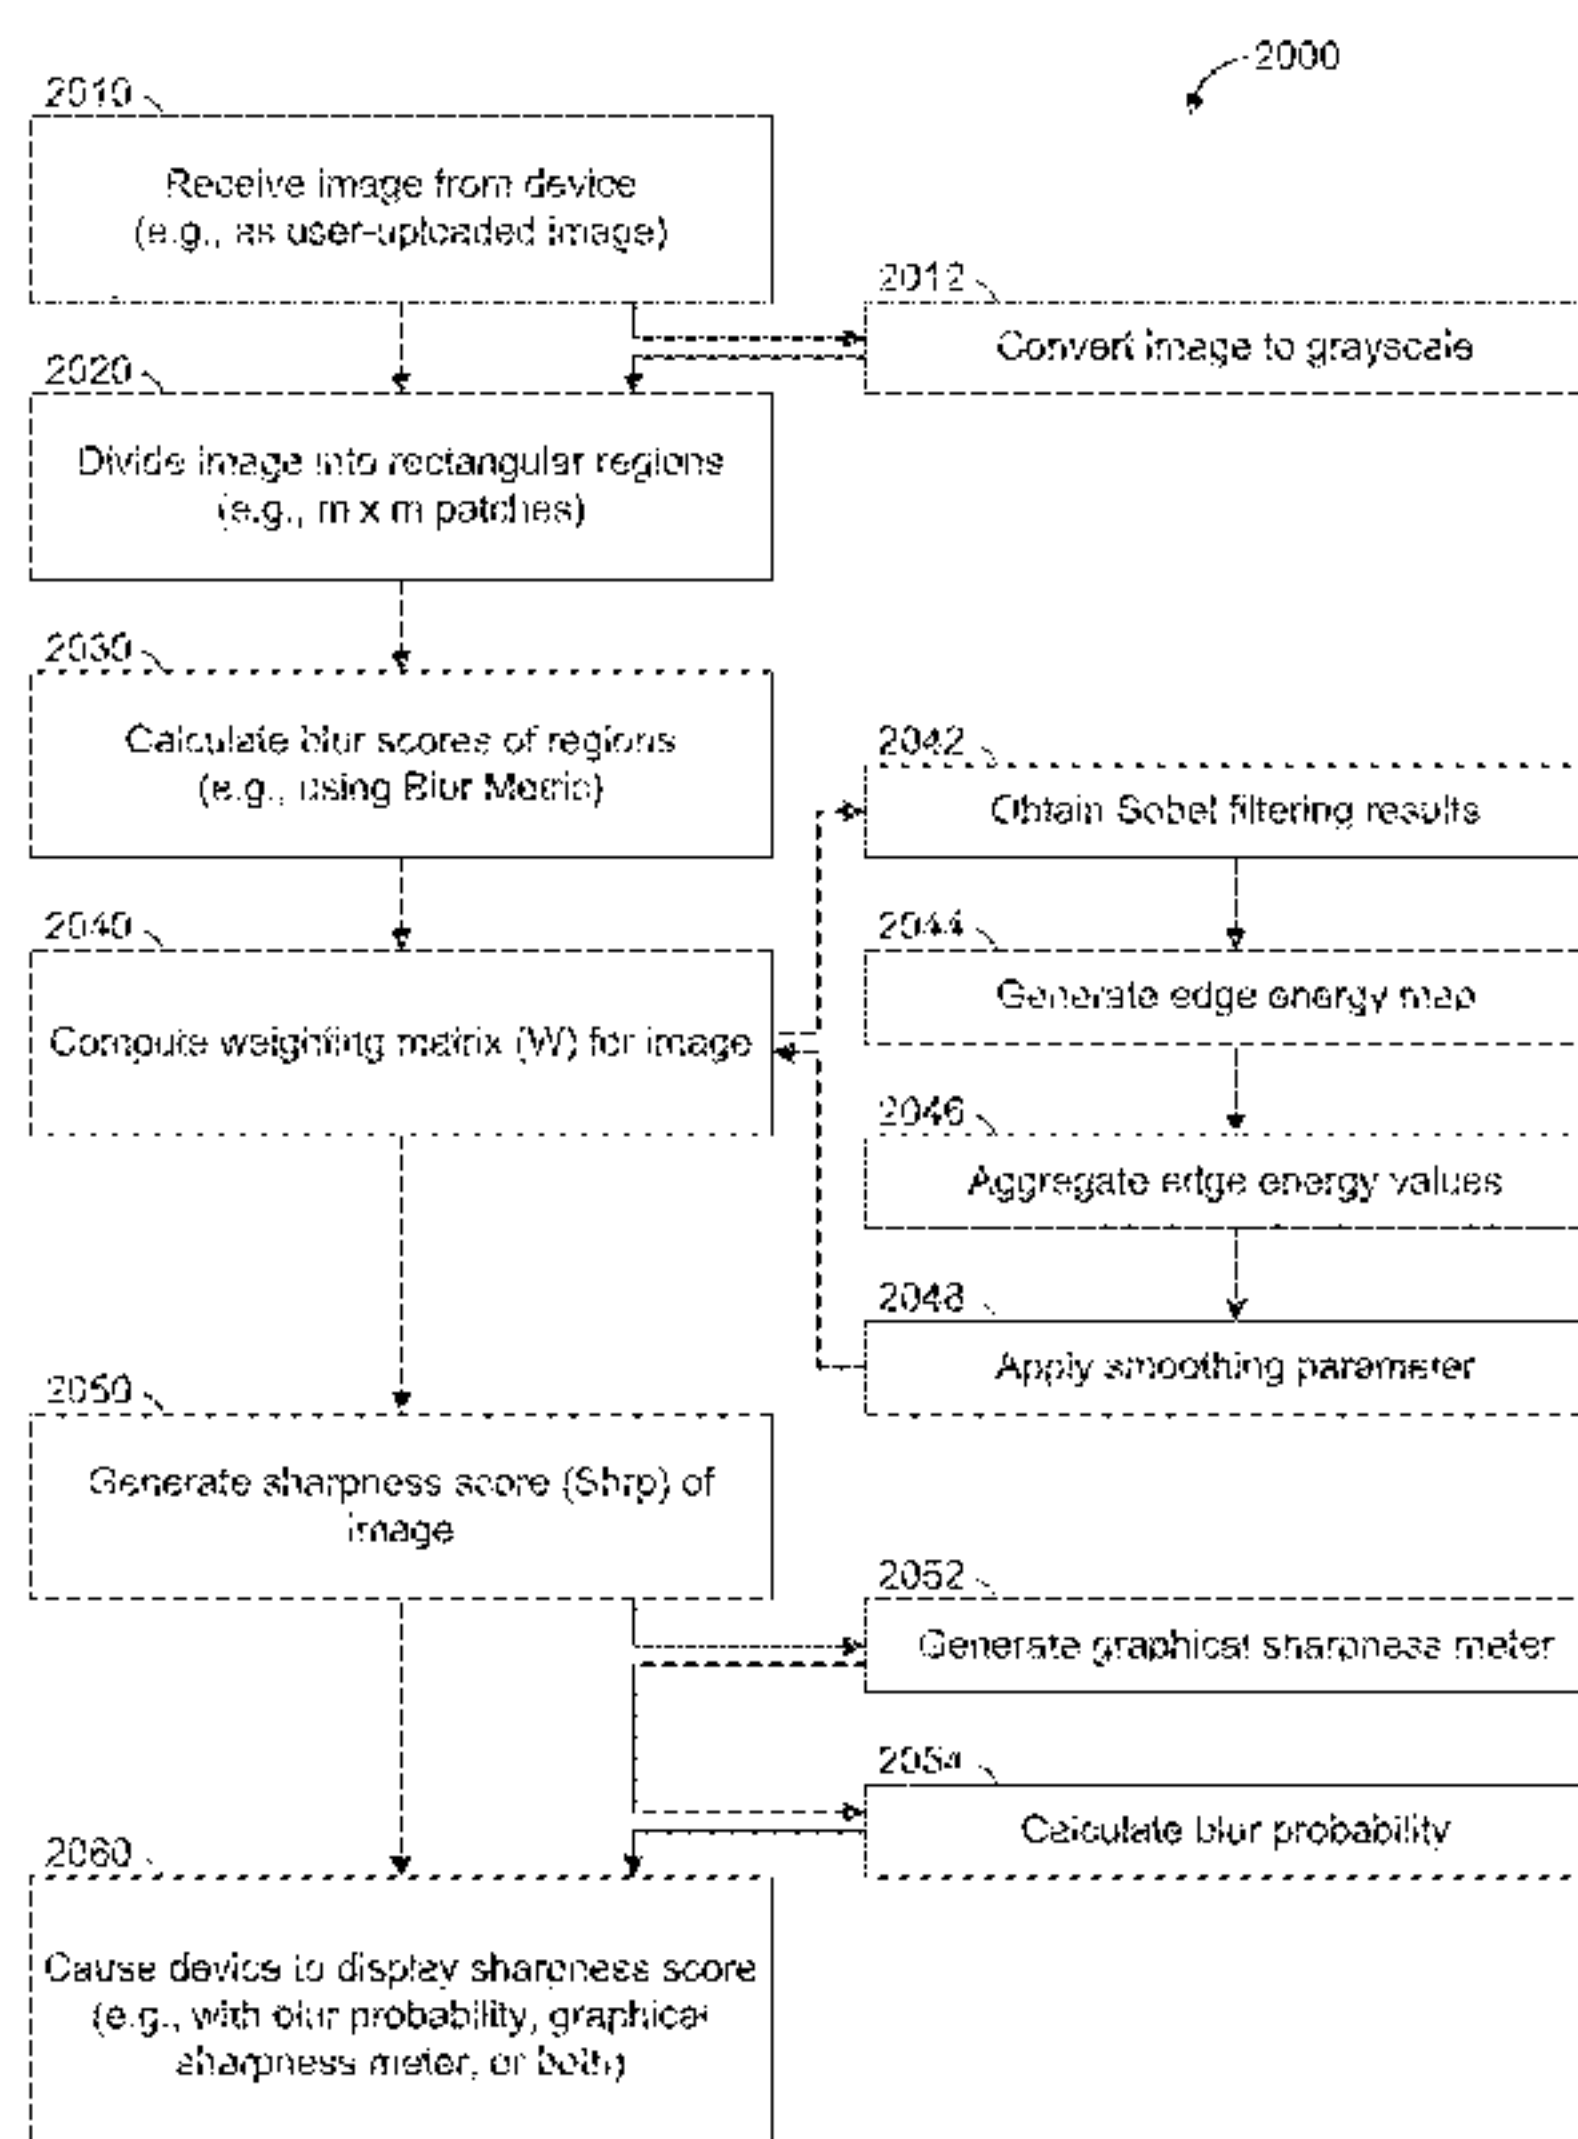 2000
2010
Receive image from device
(e.g., as user-uploaded image)
2012
Convert image to grayscale
2020
Divide image into rectangular regions
(e.g., m x m patches)
2030
Calculate blur scores of regions
(e.g., using Blur Metric)
2042
Obtain Sobel filtering results
2040
Compute weighting matrix (W) for image
2044
Generate edge energy map
2046
Aggregate edge energy values
2048
Apply smoothing parameter
2050
Generate sharpness score (Shrp) of
image
2052
Generate graphical sharpness meter
2054
Calculate blur probability
2060
Cause device to display sharpness score
(e.g., with blur probability, graphical
sharpness meter, or both)